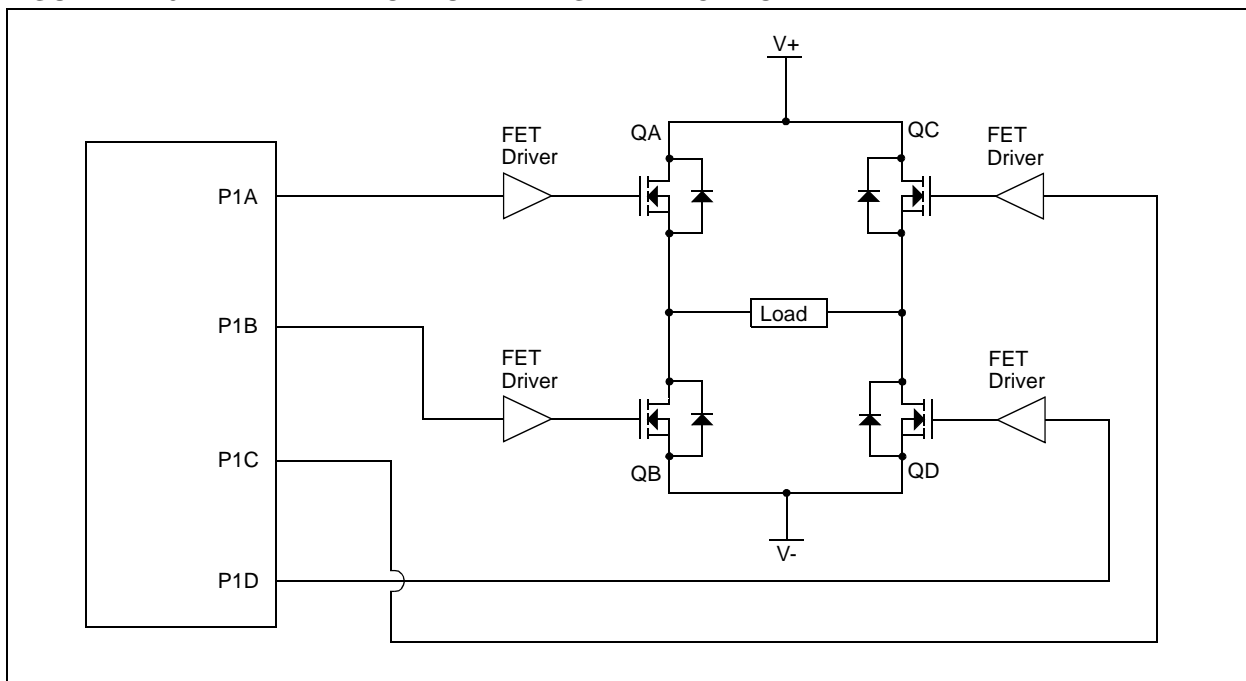 V+
QA
QC
FET
Driver
FET
Driver
P1A
P1B
Load
FET
Driver
FET
Driver
P1C
QB
QD
V-
P1D